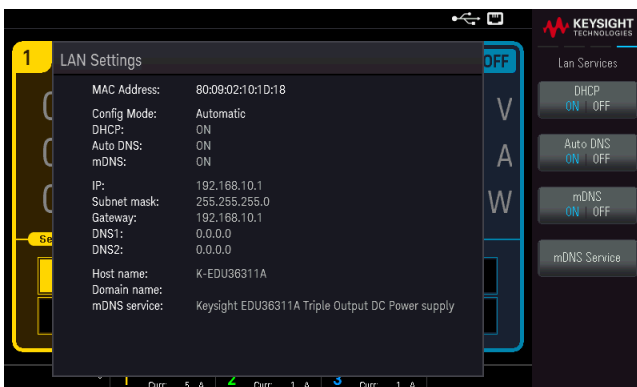 KEYSIGHT
TECHNOLOGIES
1
OFF
LAN Settings
MAC Address: 80:09:02:10:1D:18
Config Mode: Automatic
DHCP: ON
Auto DNS: ON
mDNS: ON
IP: 192.168.10.1
Subnet mask: 255.255.255.0
Gateway: 192.168.10.1
DNS1: 0.0.0.0
DNS2: 0.0.0.0
Host name: K-EDU36311A
Domain name:
mDNS service: Keysight EDU36311A Triple Output DC Power supply
V
A
W
Se
Lan Services
DHCP
ON | OFF
Auto DNS
ON | OFF
mDNS
ON | OFF
mDNS Service
1 Curr: 5 A 2 Curr: 1 A 3 Curr: 1 A